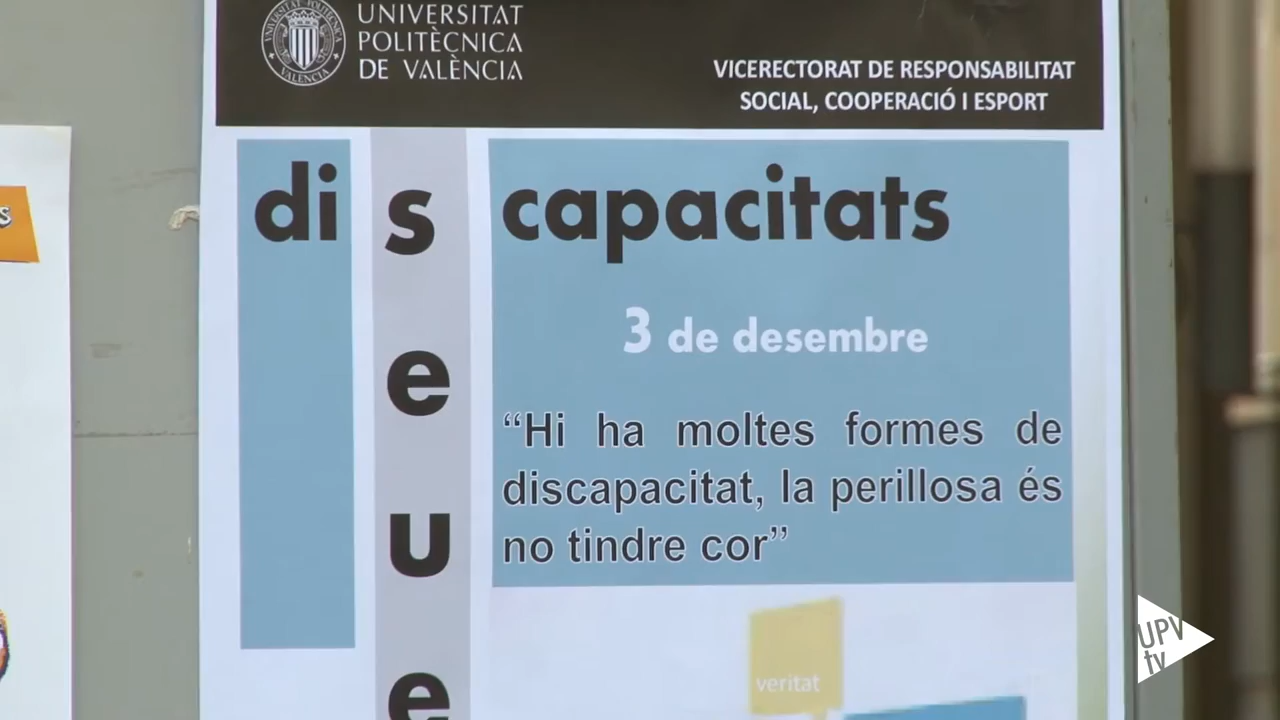 UNIVERSITAT
POLITÈCNICA
DE VALÈNCIA
VICERECTORAT DE RESPONSABILITAT
SOCIAL, COOPERACIÓ I ESPORT
di s capacitats
e
u
e
3 de desembre
“Hi ha moltes formes de
discapacitat, la perillosa és
no tindre cor”
veritat
UPV
tv